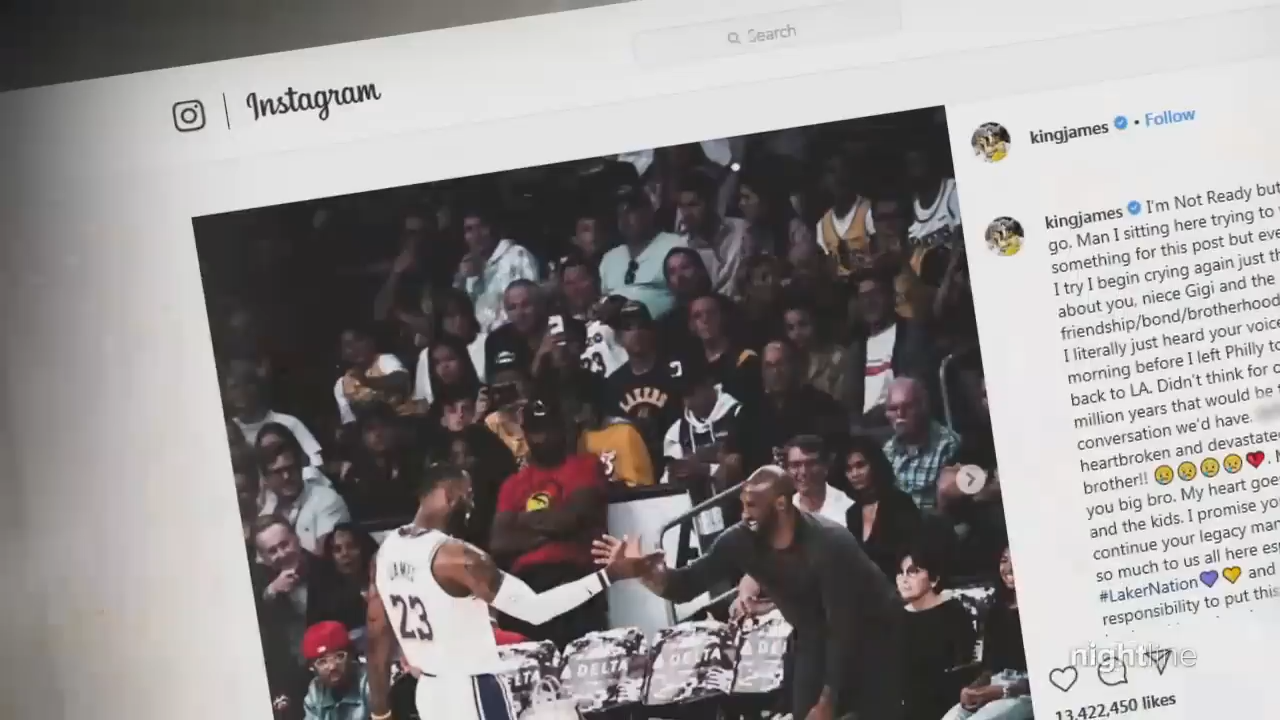 Search
Instagram
kingjames • Follow
kingjames I'm Not Ready but
go. Man I sitting here trying to
something for this post but eve
I try I begin crying again just th
about you, niece Gigi and the
friendship/bond/brotherhood
I literally just heard your voic
morning before I left Philly to
back to LA. Didn't think for o
million years that would be
conversation we'd have.
heartbroken and devastate
brother!! 😢😢😢😢❤️.
you big bro. My heart goe
and the kids. I promise yo
continue your legacy man
so much to us all here esp
#LakerNation💜💛 and
responsibility to put this
13,422,450 likes
nightline
LAKERS
23
JAMES
23
DELTA
DELTA
DELTA